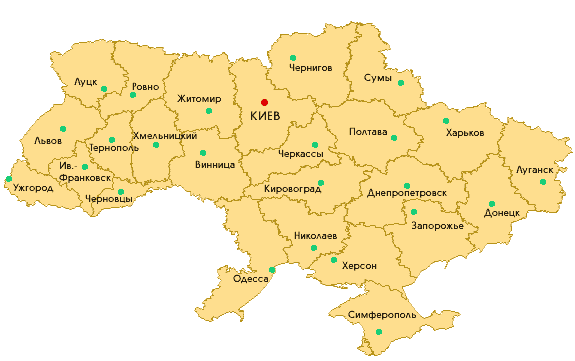 Чернигов
Сумы
Луцк
Ровно
Житомир
КИЕВ
Львов
Тернополь
Хмельницкий
Винница
Черкассы
Полтава
Харьков
Ив.-
Франковск
Ужгород
Черновцы
Кировоград
Днепропетровск
Луганск
Донецк
Запорожье
Николаев
Херсон
Одесса
Симферополь